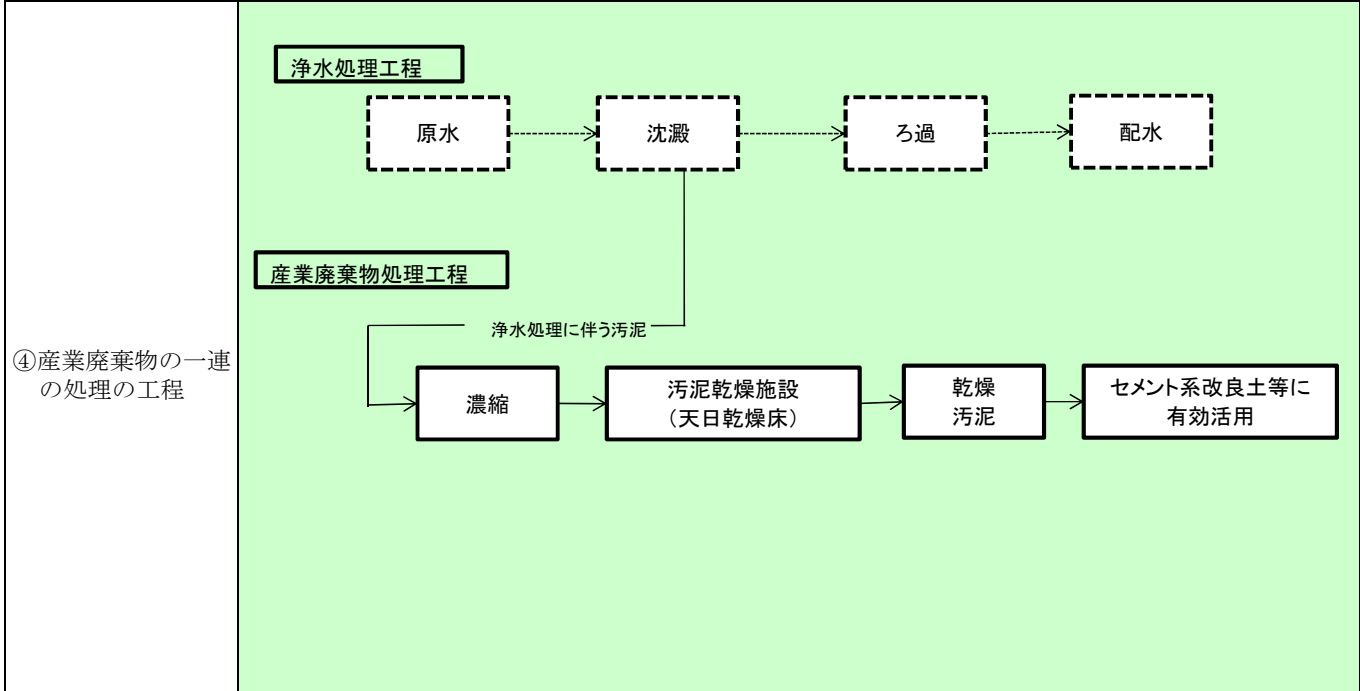 ④産業廃棄物の一連
の処理の工程
浄水処理工程
原水
沈澱
ろ過
配水
産業廃棄物処理工程
浄水処理に伴う汚泥
濃縮
汚泥乾燥施設
（天日乾燥床）
乾燥
汚泥
セメント系改良土等に
有効活用